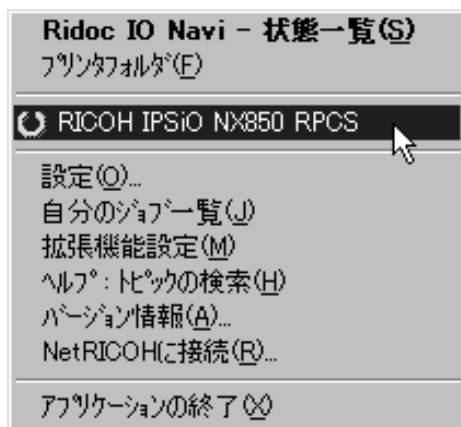 Ridoc IO Navi - 状態一覧(S)
プリンタフォルダ(F)
RICOH IPSiO NX850 RPCS
設定(O)...
自分のジョブ一覧(J)
拡張機能設定(M)
ヘルプ：トピックの検索(H)
バージョン情報(A)...
NetRICOHに接続(R)...
アプリケーションの終了(X)